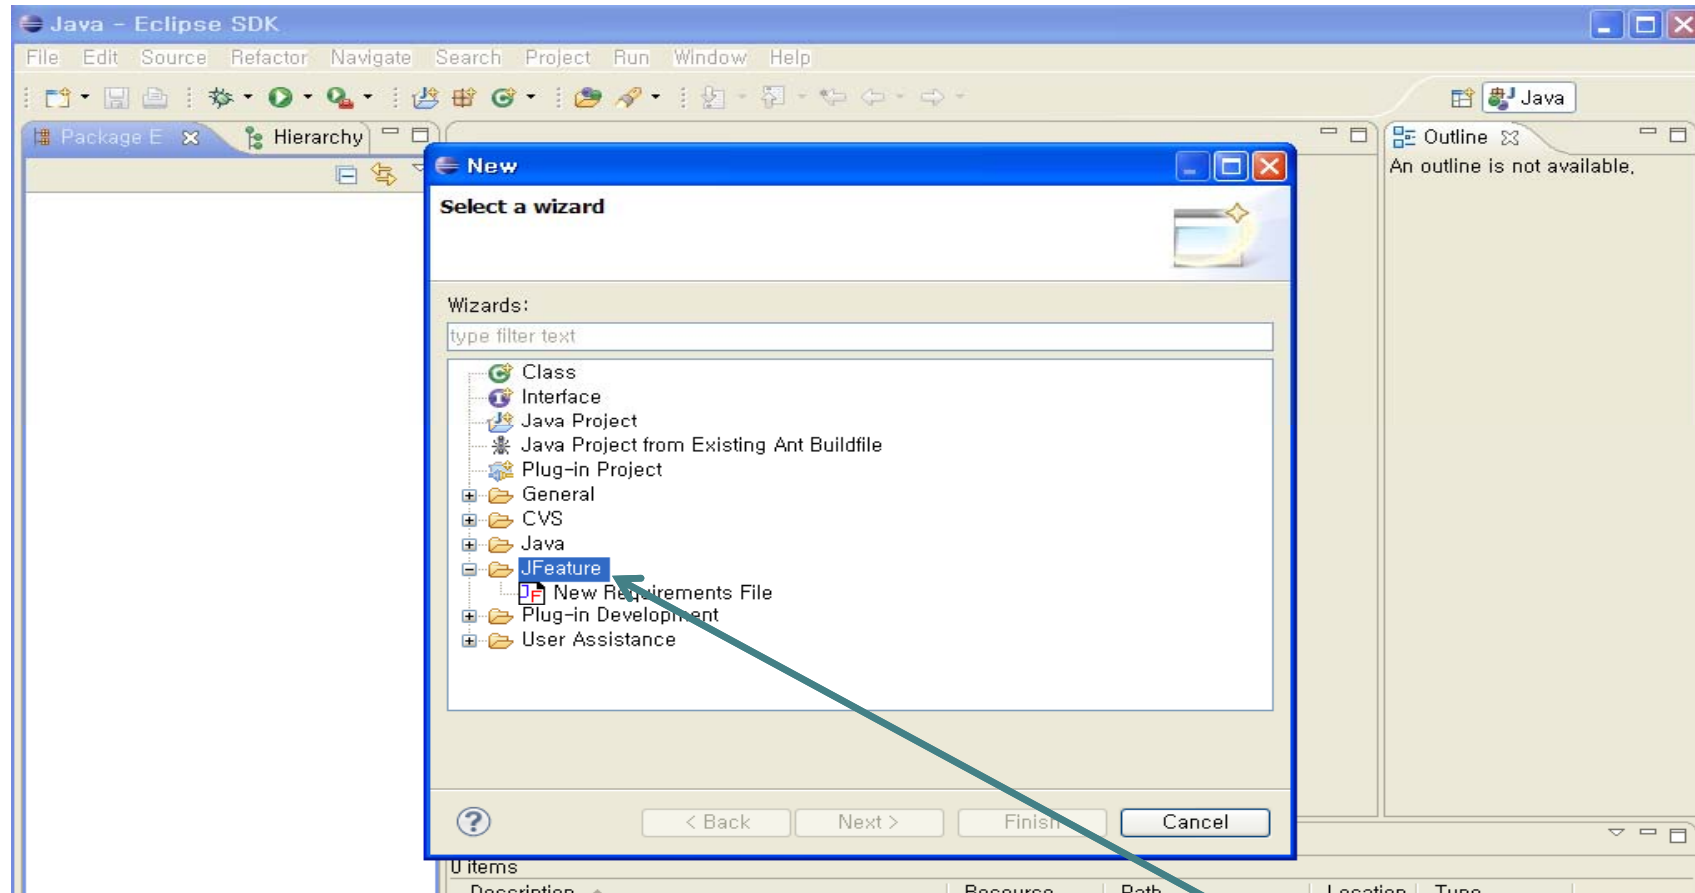 Java - Eclipse SDK
File Edit Source Refactor Navigate Search Project Run Window Help
Java
Package E Hierarchy
Outline
An outline is not available.
New
Select a wizard
Wizards:
type filter text
Class
Interface
Java Project
Java Project from Existing Ant Buildfile
Plug-in Project
General
CVS
Java
JFeature
New Requirements File
Plug-in Development
User Assistance
< Back Next > Finish Cancel
0 items
Description Resource Path Location Type